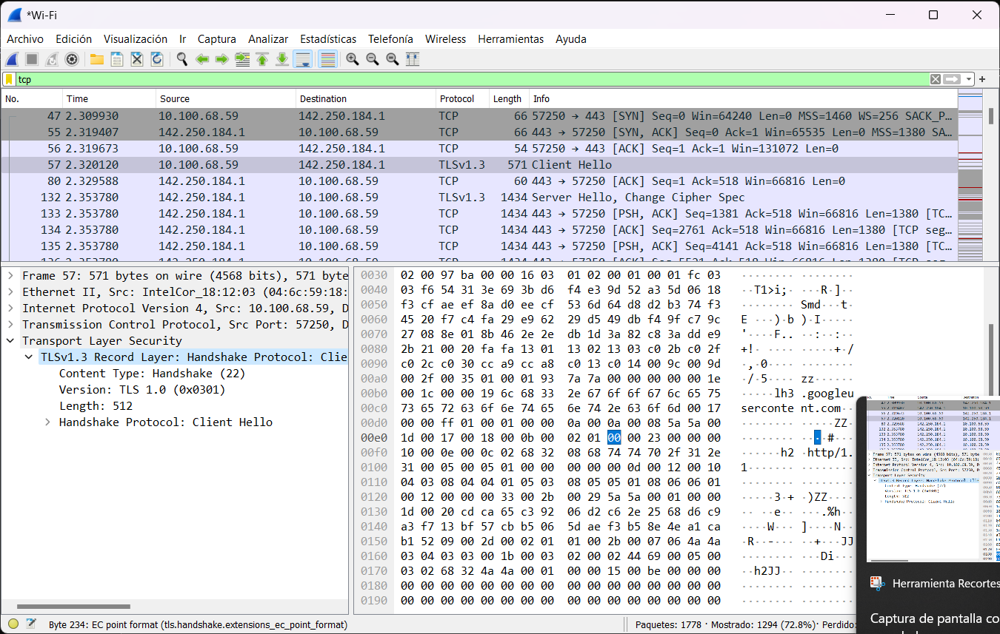 *Wi-Fi
Archivo Edición Visualización Ir Captura Analizar Estadísticas Telefonía Wireless Herramientas Ayuda
tcp
No. Time Source Destination Protocol Length Info
47 2.309930 10.100.68.59 142.250.184.1 TCP 66 57250 → 443 [SYN] Seq=0 Win=64240 Len=0 MSS=1460 WS=256 SACK_P…
55 2.319407 142.250.184.1 10.100.68.59 TCP 66 443 → 57250 [SYN, ACK] Seq=0 Ack=1 Win=65535 Len=0 MSS=1380 SA…
56 2.319673 10.100.68.59 142.250.184.1 TCP 54 57250 → 443 [ACK] Seq=1 Ack=1 Win=131072 Len=0
57 2.320120 10.100.68.59 142.250.184.1 TLSv1.3 571 Client Hello
80 2.329588 142.250.184.1 10.100.68.59 TCP 60 443 → 57250 [ACK] Seq=1 Ack=518 Win=66816 Len=0
132 2.353780 142.250.184.1 10.100.68.59 TLSv1.3 1434 Server Hello, Change Cipher Spec
133 2.353780 142.250.184.1 10.100.68.59 TCP 1434 443 → 57250 [PSH, ACK] Seq=1381 Ack=518 Win=66816 Len=1380 [TC…
134 2.353780 142.250.184.1 10.100.68.59 TCP 1434 443 → 57250 [ACK] Seq=2761 Ack=518 Win=66816 Len=1380 [TCP seg…
135 2.353780 142.250.184.1 10.100.68.59 TCP 1434 443 → 57250 [PSH, ACK] Seq=4141 Ack=518 Win=66816 Len=1380 [TC…
Frame 57: 571 bytes on wire (4568 bits), 571 byte
Ethernet II, Src: IntelCor_18:12:03 (04:6c:59:18:
Internet Protocol Version 4, Src: 10.100.68.59, D
Transmission Control Protocol, Src Port: 57250, D
Transport Layer Security
TLSv1.3 Record Layer: Handshake Protocol: Clie
Content Type: Handshake (22)
Version: TLS 1.0 (0x0301)
Length: 512
Handshake Protocol: Client Hello
0030 02 00 97 ba 00 00 16 03 01 02 00 01 00 01 fc 03 ········ ········
0040 03 f6 54 31 3e 69 3b d6 f4 e3 9d 52 a3 5d 06 18 ··T1>i;· ···R·]··
0050 f3 cf ae ef 8a d0 ee cf 53 6d 64 d8 d2 b3 74 f3 ········ Smd···t·
0060 45 20 f7 c4 fa 29 e9 62 29 d5 49 db f4 9f c7 9c E ···)·b )·I·····
0070 27 08 8e 01 8b 46 2e 2e db 1d 3a 82 c8 3a dd e9 '····F.. ··:··:··
0080 2b 21 00 20 fa fa 13 01 13 02 13 03 c0 2b c0 2f +!· ···· ·····+·/
0090 c0 2c c0 30 cc a9 cc a8 c0 13 c0 14 00 9c 00 9d ·,·0···· ········
00a0 00 2f 00 35 01 00 01 93 7a 7a 00 00 00 00 00 1e ·/·5···· zz······
00b0 00 1c 00 00 19 6c 68 33 2e 67 6f 6f 67 6c 65 75 ·····lh3 .googleu
00c0 73 65 72 63 6f 6e 74 65 6e 74 2e 63 6f 6d 00 17 serconte nt.com··
00d0 00 00 ff 01 00 01 00 00 0a 00 0a 00 08 5a 5a 00 ········ ·····ZZ·
00e0 1d 00 17 00 18 00 0b 00 02 01 00 00 23 00 00 00 ········ ····#···
00f0 10 00 0e 00 0c 02 68 32 08 68 74 74 70 2f 31 2e ······h2 ·http/1.
0100 31 00 05 00 05 01 00 00 00 00 00 0d 00 12 00 10 1······· ········
0110 04 03 08 04 04 01 05 03 08 05 05 01 08 06 06 01 ········ ········
0120 00 12 00 00 00 33 00 2b 00 29 5a 5a 00 01 00 00 ·····3·+ ·)ZZ····
0130 1d 00 20 cd ca 65 c3 92 06 d2 c6 2e 25 68 d6 c9 ·· ··e·· ···.%h··
0140 a3 f7 13 bf 57 cb b5 06 5d ae f3 b5 8e 4e a1 ca ····W··· ]····N··
0150 b1 52 09 00 2d 00 02 01 01 00 2b 00 07 06 4a 4a ·R··-··· ··+···JJ
0160 03 04 03 03 00 1b 00 03 02 00 02 44 69 00 05 00 ········ ···Di···
0170 03 02 68 32 4a 4a 00 01 00 00 15 00 be 00 00 00 ··h2JJ·· ········
0180 00 00 00 00 00 00 00 00 00 00 00 00 00 00 00 00 ········
0190 00 00 00 00 00 00 00 00 00 00 00 00 00 00 00 00 ········
Herramienta Recortes
Captura de pantalla co
Byte 234: EC point format (tls.handshake.extensions_ec_point_format)
Paquetes: 1778 · Mostrado: 1294 (72.8%)· Perdido: